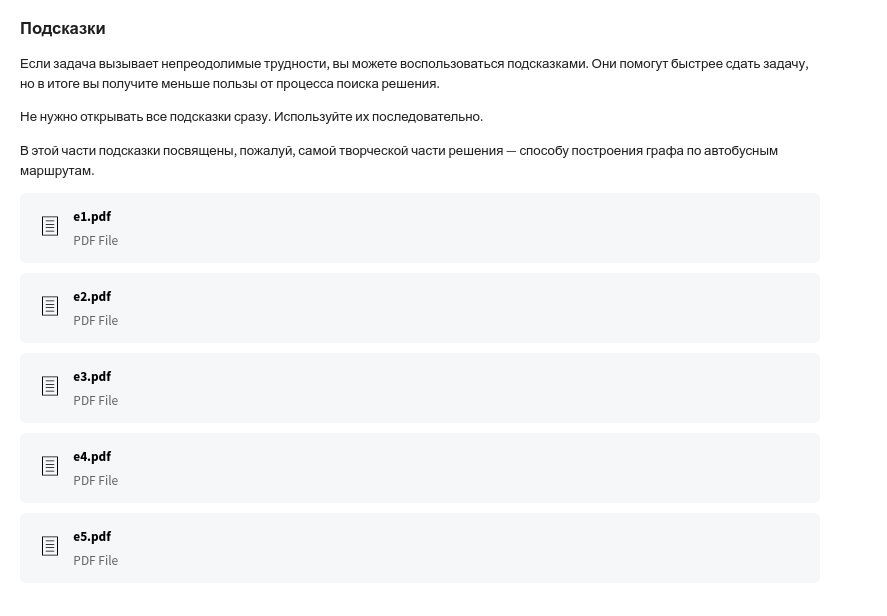 Подсказки
Если задача вызывает непреодолимые трудности, вы можете воспользоваться подсказками. Они помогут быстрее сдать задачу,
но в итоге вы получите меньше пользы от процесса поиска решения.
Не нужно открывать все подсказки сразу. Используйте их последовательно.
В этой части подсказки посвящены, пожалуй, самой творческой части решения — способу построения графа по автобусным
маршрутам.
e1.pdf
PDF File
e2.pdf
PDF File
e3.pdf
PDF File
e4.pdf
PDF File
e5.pdf
PDF File